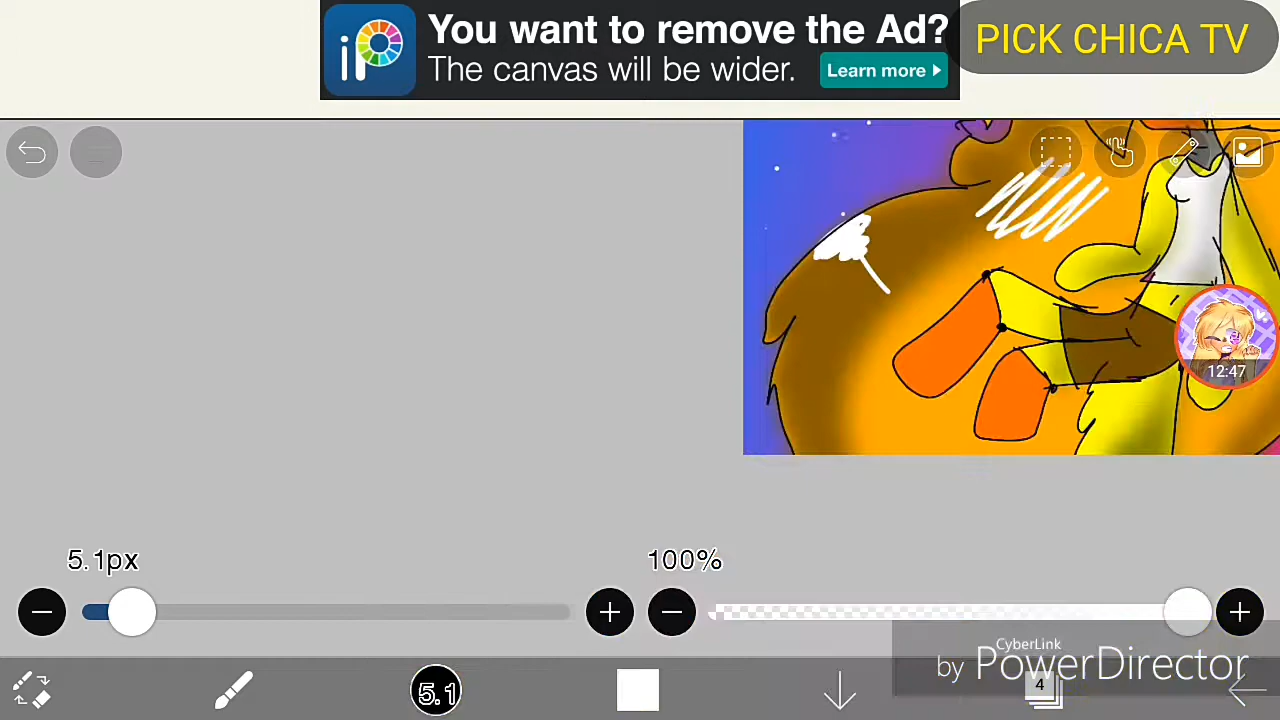 iP
You want to remove the Ad?
The canvas will be wider.
Learn more
PICK CHICA TV
12:47
5.1px
100%
CyberLink
by PowerDirector
5.1
4